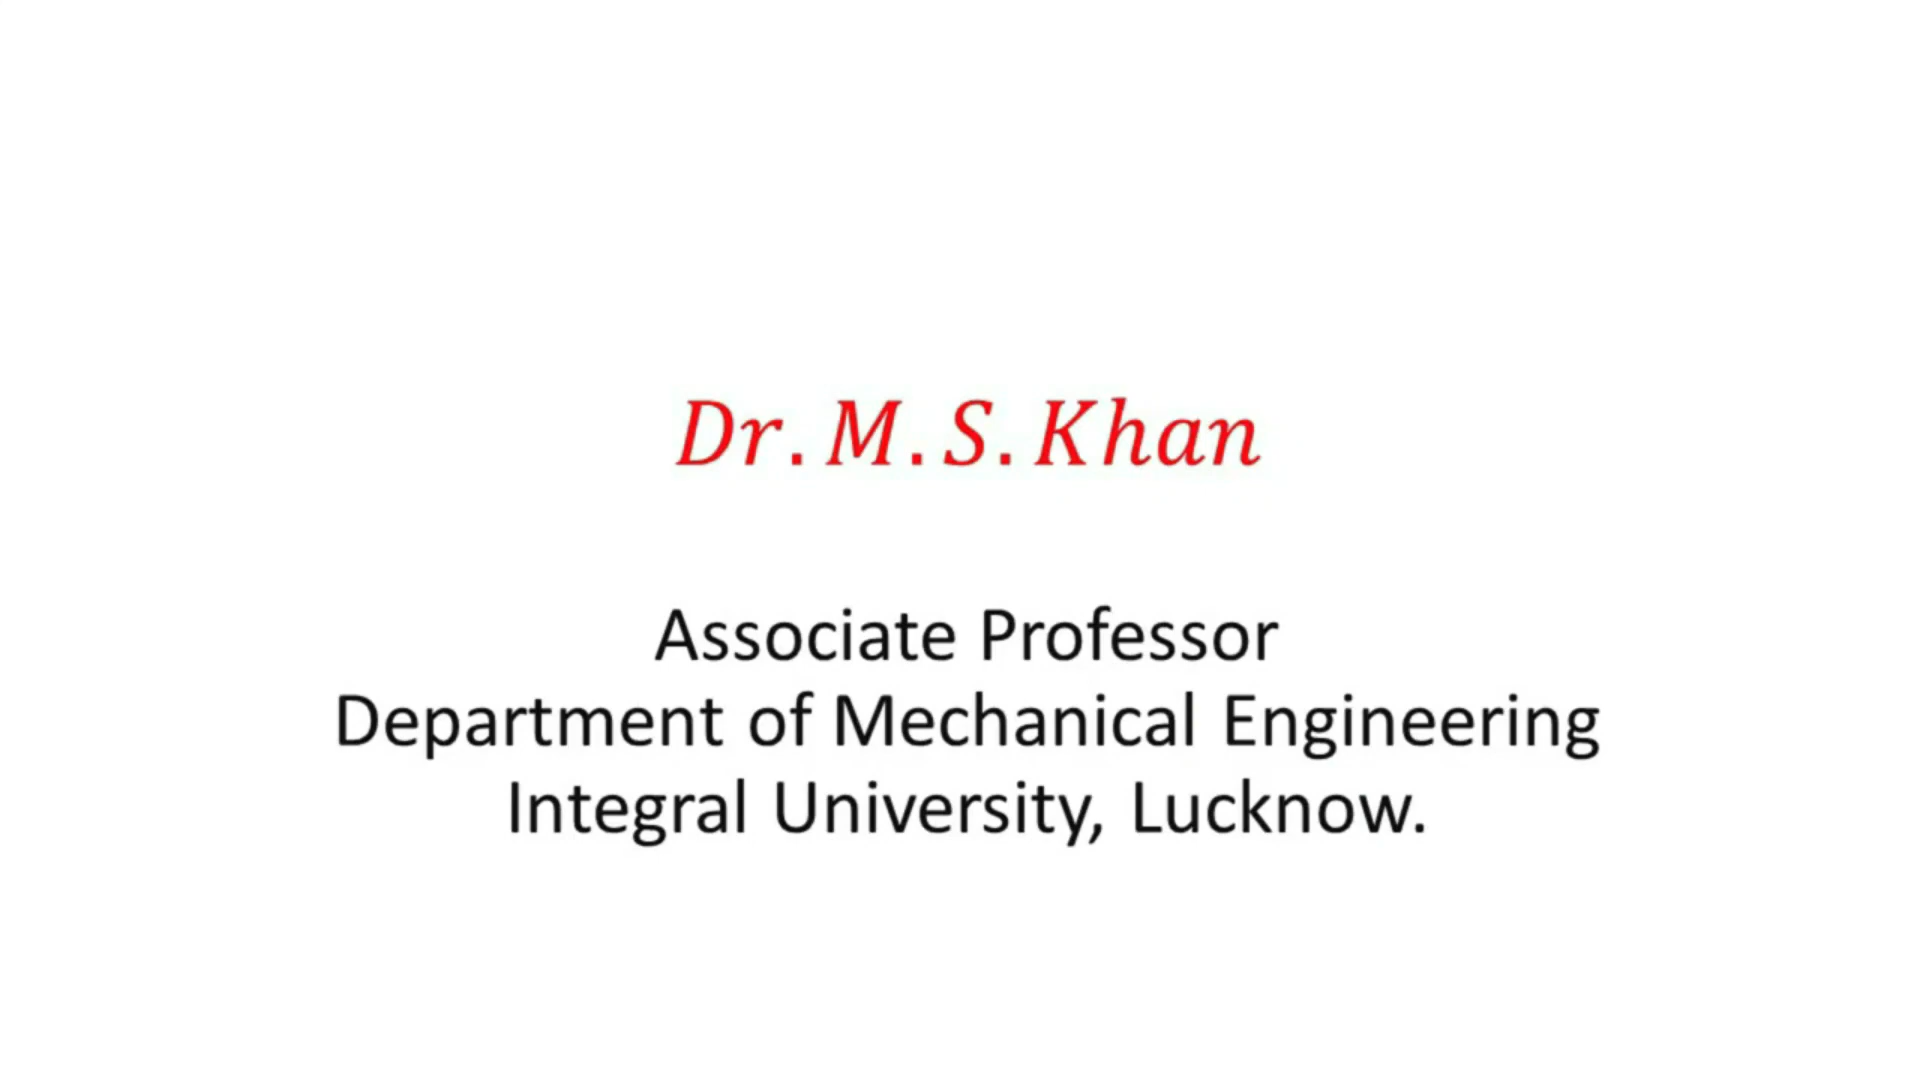 Dr. M. S. Khan
Associate Professor
Department of Mechanical Engineering
Integral University, Lucknow.